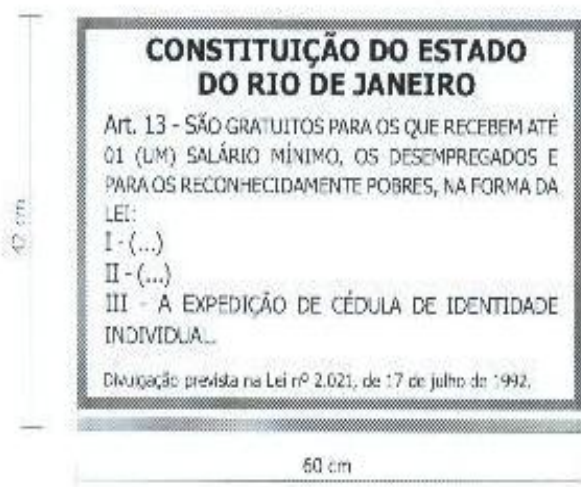 CONSTITUIÇÃO DO ESTADO
DO RIO DE JANEIRO
Art. 13 - SÃO GRATUITOS PARA OS QUE RECEBEM ATÉ
01 (UM) SALÁRIO MÍNIMO, OS DESEMPREGADOS E
PARA OS RECONHECIDAMENTE POBRES, NA FORMA DA
LEI:
I - (...)
II - (...)
III - A EXPEDIÇÃO DE CÉDULA DE IDENTIDADE
INDIVIDUAL.
Divulgação prevista na Lei nº 2.021, de 17 de julho de 1992.
42 cm
60 cm